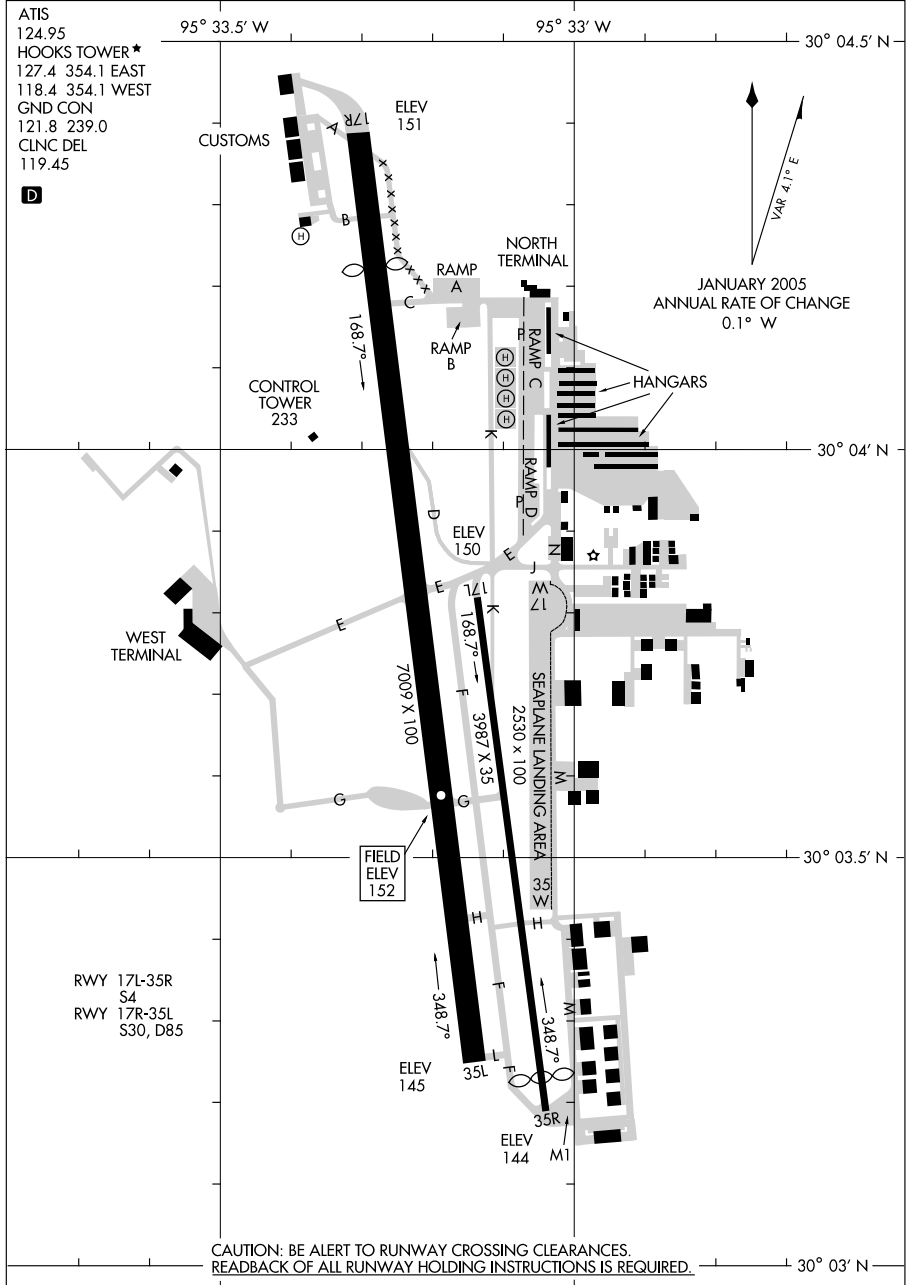 ATIS
124.95
HOOKS TOWER★
127.4 354.1 EAST
118.4 354.1 WEST
GND CON
121.8 239.0
CLNC DEL
119.45
D
95° 33.5' W
95° 33' W
30° 04.5' N
VAR 4.1° E
JANUARY 2005
ANNUAL RATE OF CHANGE
0.1° W
CUSTOMS
A
17R
ELEV
151
B
H
NORTH
TERMINAL
RAMP
A
C
RAMP
B
168.7°
P
RAMP C
H
H
H
H
HANGARS
CONTROL
TOWER
233
K
30° 04' N
RAMP D
P
D
ELEV
150
E
N
J
E
17L
K
17
W
E
WEST
TERMINAL
168.7°
F
7009 X 100
3987 X 35
2530 x 100
SEAPLANE LANDING AREA
M
G
G
FIELD
ELEV
152
30° 03.5' N
35
W
H
H
RWY 17L-35R
S4
RWY 17R-35L
S30, D85
F
M
348.7°
348.7°
L
F
ELEV
145
35L
35R
ELEV
144
M1
CAUTION: BE ALERT TO RUNWAY CROSSING CLEARANCES.
READBACK OF ALL RUNWAY HOLDING INSTRUCTIONS IS REQUIRED.
30° 03' N